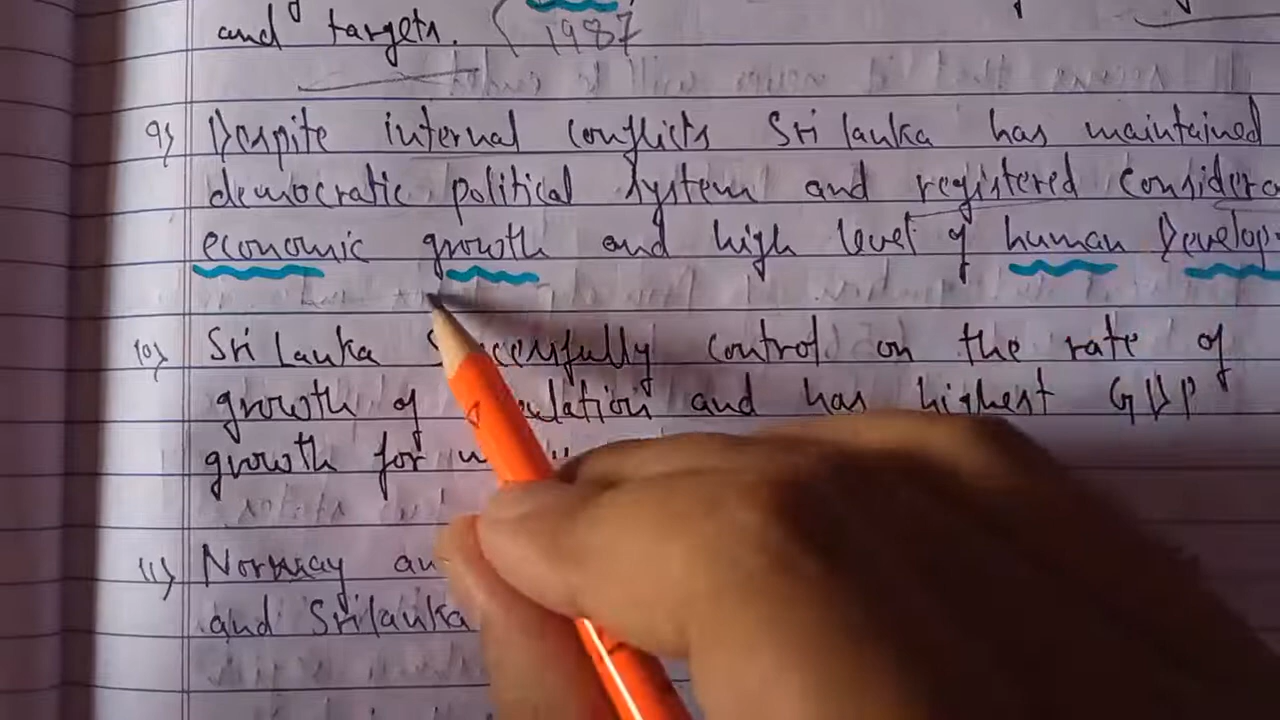 and targets. ( 1987
9) Despite internal conflicts Sri lanka has maintained
democratic political system and registered considera
economic growth and high level of human Develop-
10) Sri Lanka control on the rate of
growth of and has highest GDP
growth for
11) Norway
and Srilanka